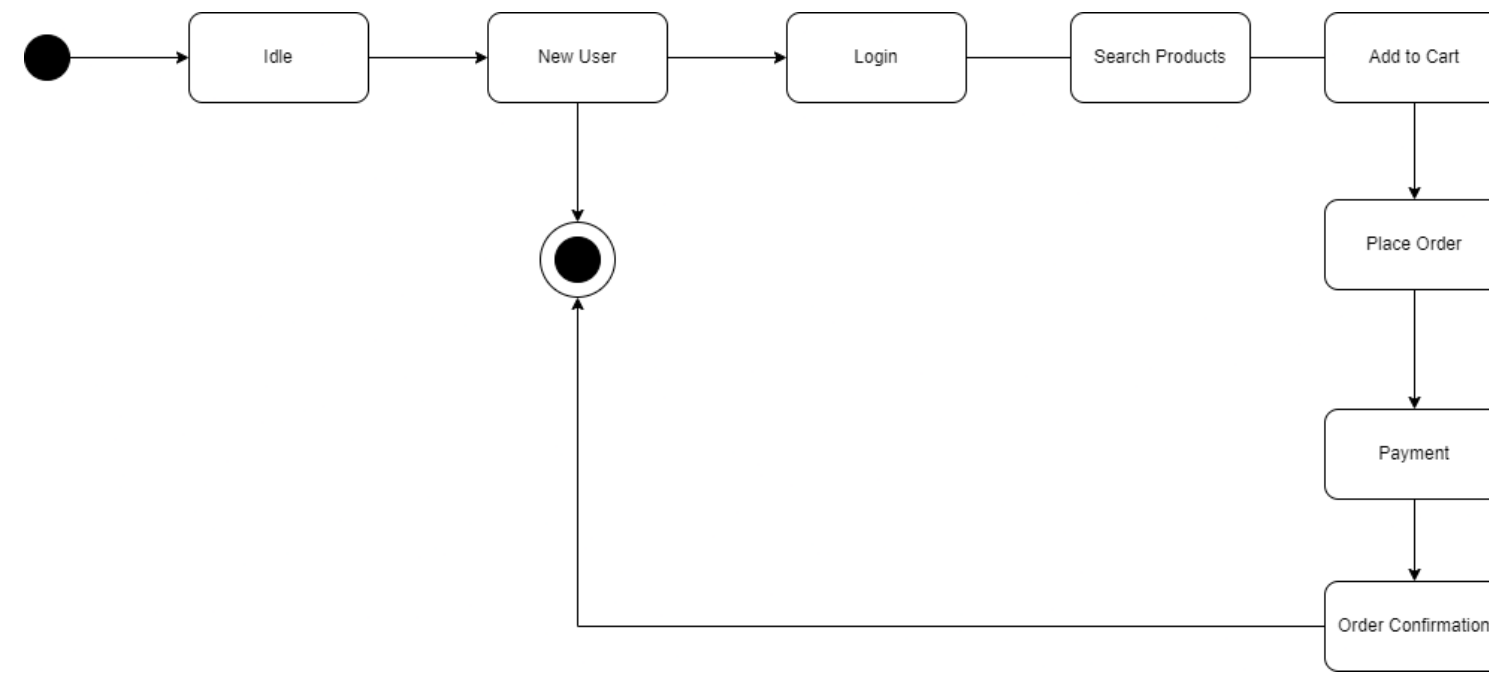 Idle
New User
Login
Search Products
Add to Cart
Place Order
Payment
Order Confirmation